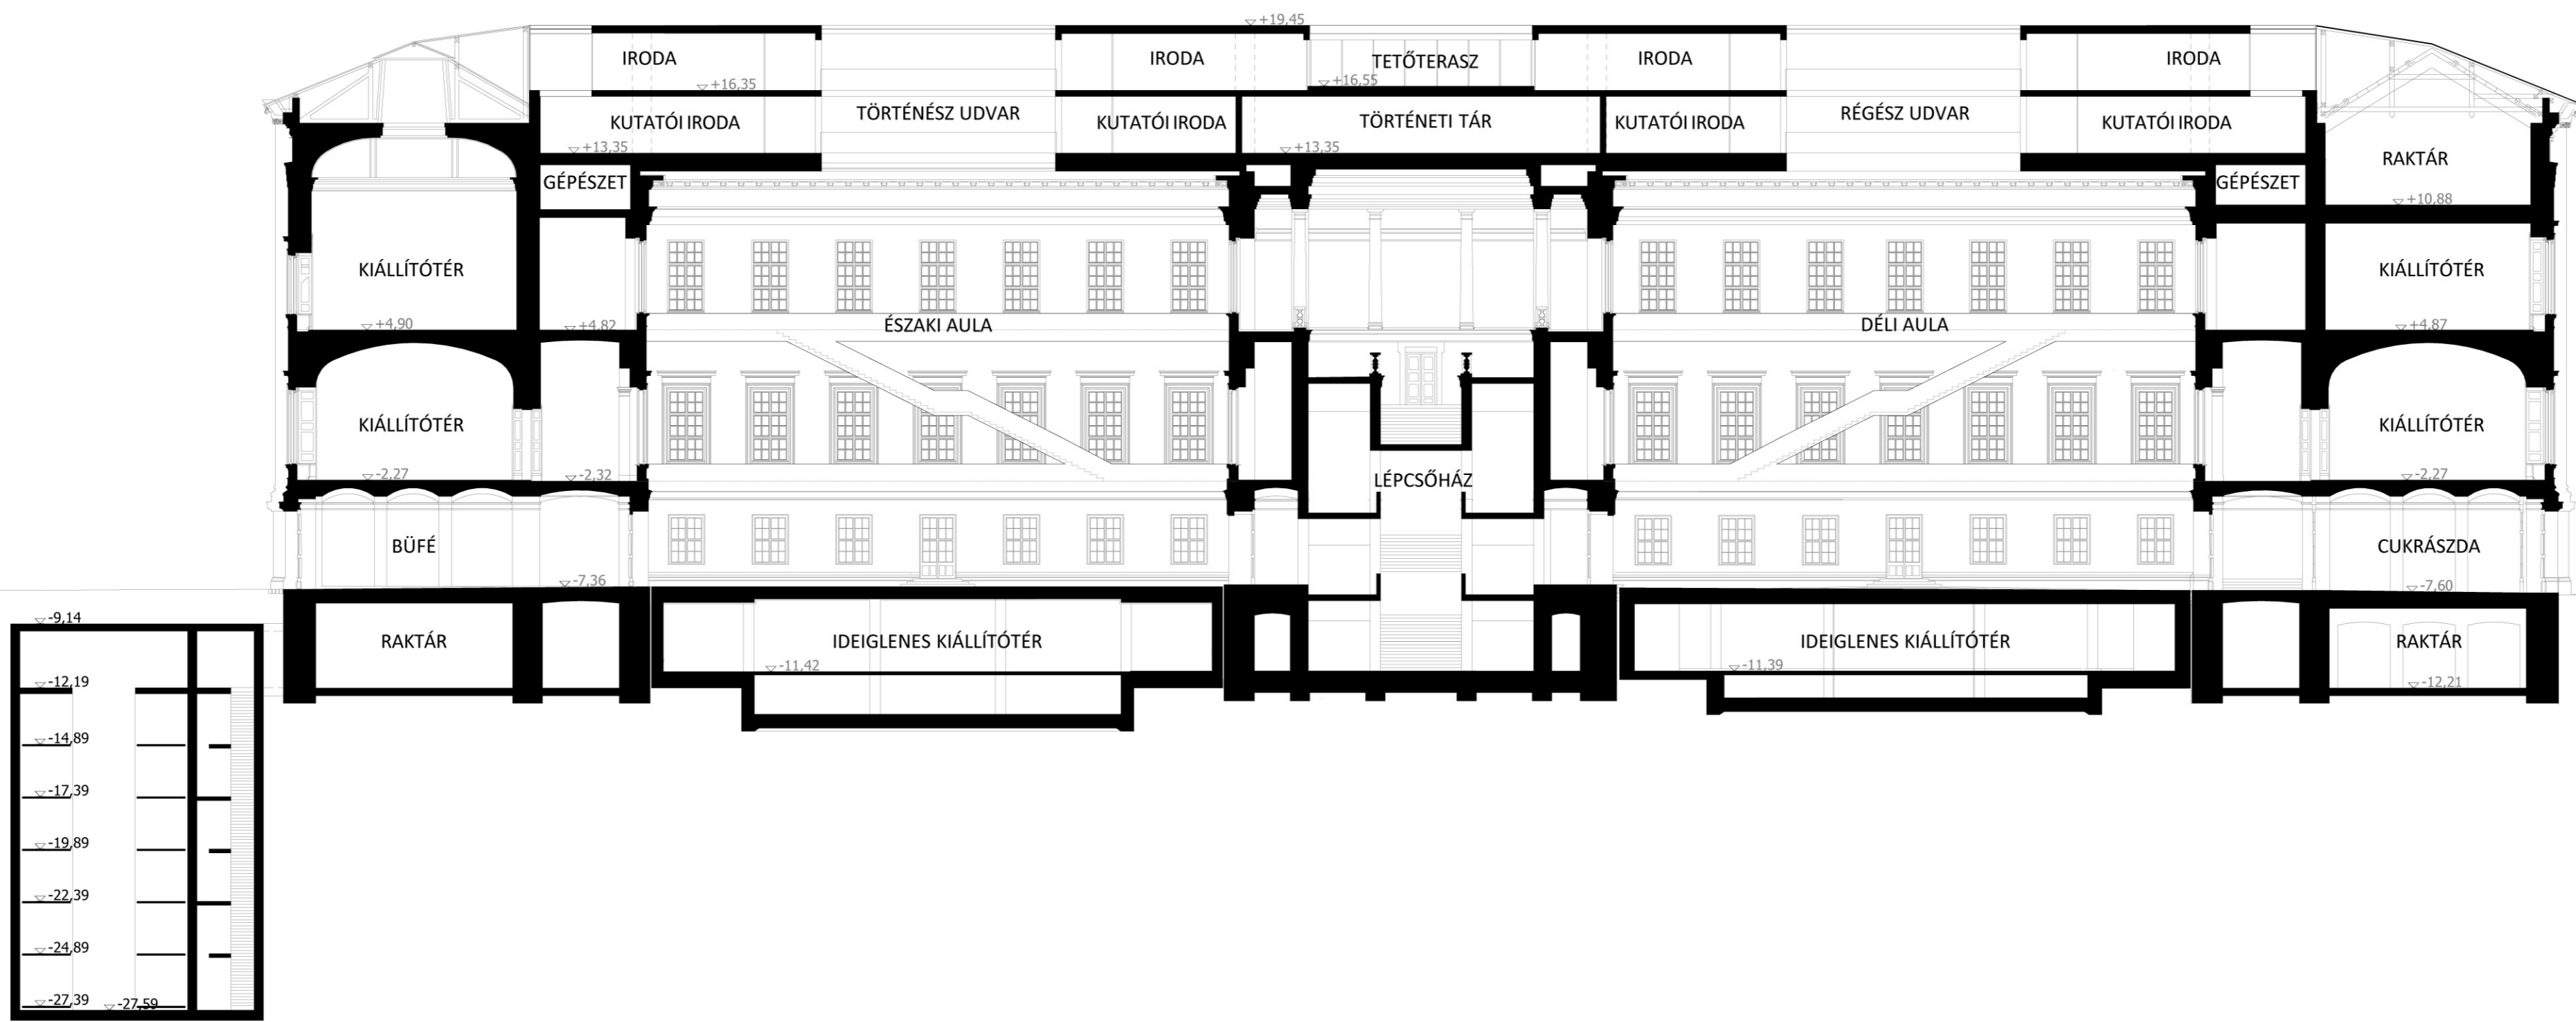 +19,45
IRODA
IRODA
TETŐTERASZ
IRODA
IRODA
+16,35
+16,55
KUTATÓI IRODA
TÖRTÉNÉSZ UDVAR
KUTATÓI IRODA
TÖRTÉNETI TÁR
KUTATÓI IRODA
RÉGÉSZ UDVAR
KUTATÓI IRODA
+13,35
+13,35
RAKTÁR
GÉPÉSZET
GÉPÉSZET
+10,88
KIÁLLÍTÓTÉR
KIÁLLÍTÓTÉR
+4,90
+4,82
ÉSZAKI AULA
DÉLI AULA
+4,87
KIÁLLÍTÓTÉR
KIÁLLÍTÓTÉR
-2,27
-2,32
LÉPCSŐHÁZ
-2,27
BÜFÉ
CUKRÁSZDA
-7,36
-7,60
-9,14
RAKTÁR
IDEIGLENES KIÁLLÍTÓTÉR
IDEIGLENES KIÁLLÍTÓTÉR
RAKTÁR
-11,42
-11,39
-12,19
-12,21
-14,89
-17,39
-19,89
-22,39
-24,89
-27,39
-27,59